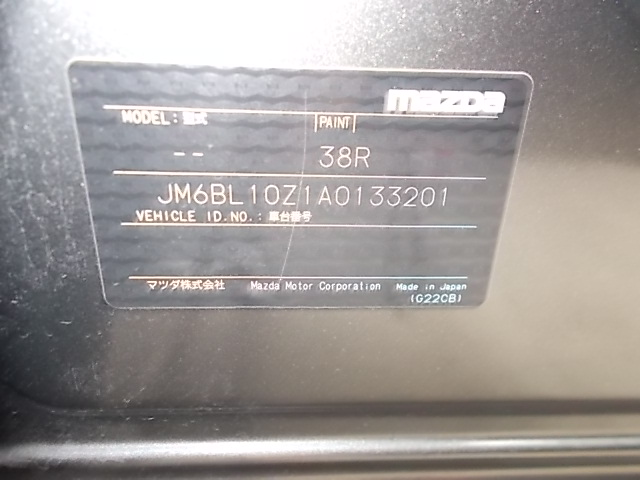 mazda
MODEL:型式 PAINT
-- 38R
JM6BL10Z1A0133201
VEHICLE ID.NO.:車台番号
マツダ株式会社 Mazda Motor Corporation Made in Japan
(G22CB)